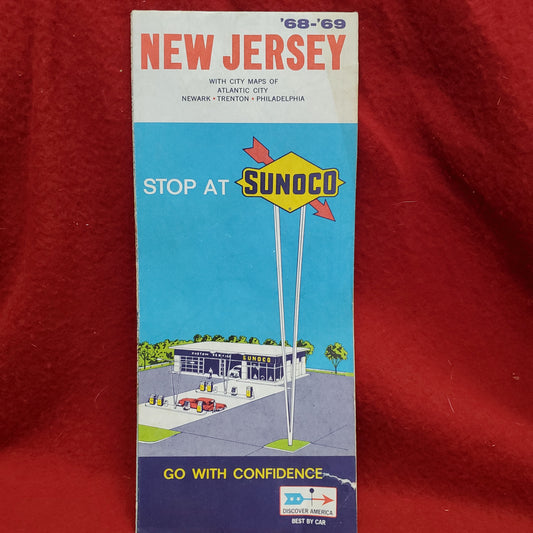 '68-'69
NEW JERSEY
WITH CITY MAPS OF
ATLANTIC CITY
NEWARK • TRENTON • PHILADELPHIA
STOP AT SUNOCO
CUSTOM SERVICE SUNOCO
GO WITH CONFIDENCE
DISCOVER AMERICA
BEST BY CAR